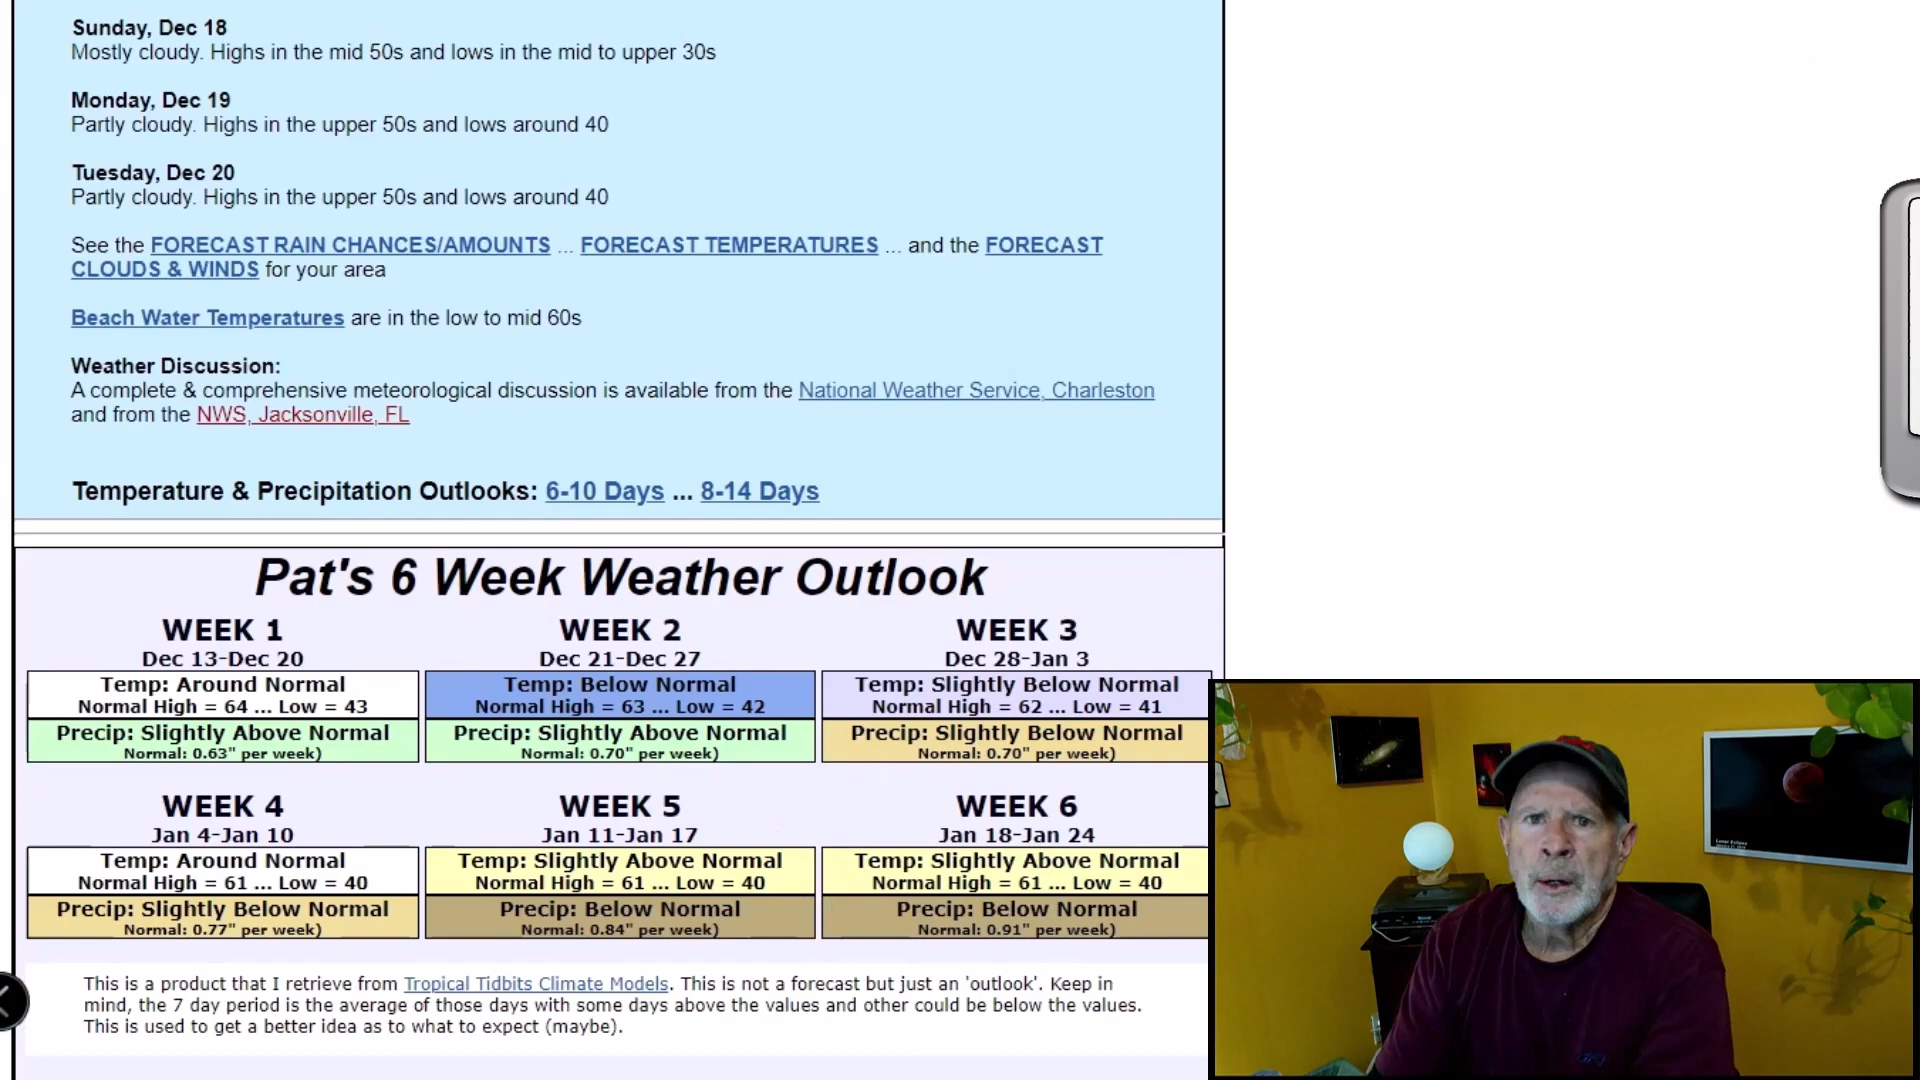 Sunday, Dec 18
Mostly cloudy. Highs in the mid 50s and lows in the mid to upper 30s
Monday, Dec 19
Partly cloudy. Highs in the upper 50s and lows around 40
Tuesday, Dec 20
Partly cloudy. Highs in the upper 50s and lows around 40
See the FORECAST RAIN CHANCES/AMOUNTS ... FORECAST TEMPERATURES ... and the FORECAST
CLOUDS & WINDS for your area
Beach Water Temperatures are in the low to mid 60s
Weather Discussion:
A complete & comprehensive meteorological discussion is available from the National Weather Service, Charleston
and from the NWS, Jacksonville, FL
Temperature & Precipitation Outlooks: 6-10 Days ... 8-14 Days
Pat's 6 Week Weather Outlook
WEEK 1
Dec 13-Dec 20
Temp: Around Normal
Normal High = 64 ... Low = 43
Precip: Slightly Above Normal
Normal: 0.63" per week)
WEEK 2
Dec 21-Dec 27
Temp: Below Normal
Normal High = 63 ... Low = 42
Precip: Slightly Above Normal
Normal: 0.70" per week)
WEEK 3
Dec 28-Jan 3
Temp: Slightly Below Normal
Normal High = 62 ... Low = 41
Precip: Slightly Below Normal
Normal: 0.70" per week)
WEEK 4
Jan 4-Jan 10
Temp: Around Normal
Normal High = 61 ... Low = 40
Precip: Slightly Below Normal
Normal: 0.77" per week)
WEEK 5
Jan 11-Jan 17
Temp: Slightly Above Normal
Normal High = 61 ... Low = 40
Precip: Below Normal
Normal: 0.84" per week)
WEEK 6
Jan 18-Jan 24
Temp: Slightly Above Normal
Normal High = 61 ... Low = 40
Precip: Below Normal
Normal: 0.91" per week)
This is a product that I retrieve from Tropical Tidbits Climate Models. This is not a forecast but just an 'outlook'. Keep in
mind, the 7 day period is the average of those days with some days above the values and other could be below the values.
This is used to get a better idea as to what to expect (maybe).